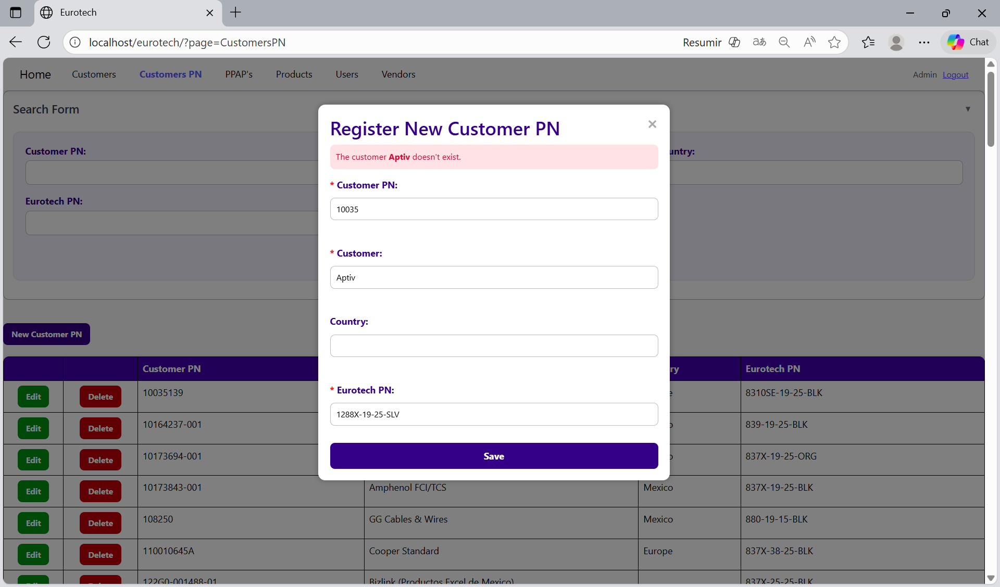 Eurotech
localhost/eurotech/?page=CustomersPN
Resumir
Chat
Home Customers Customers PN PPAP's Products Users Vendors Admin Logout
Search Form
Customer PN:
untry:
Eurotech PN:
Register New Customer PN
The customer Aptiv doesn't exist.
* Customer PN:
10035
* Customer:
Aptiv
Country:
* Eurotech PN:
1288X-19-25-SLV
Save
New Customer PN
Customer PN ry Eurotech PN
Edit Delete 10035139 8310SE-19-25-BLK
Edit Delete 10164237-001 839-19-25-BLK
Edit Delete 10173694-001 837X-19-25-ORG
Edit Delete 10173843-001 Amphenol FCI/TCS Mexico 837X-19-25-BLK
Edit Delete 108250 GG Cables & Wires Mexico 880-19-15-BLK
Edit Delete 110010645A Cooper Standard Europe 837X-38-25-BLK
122G0-001488-01 Bizlink (Productos Excel de Mexico) 837X-25-25-BLK